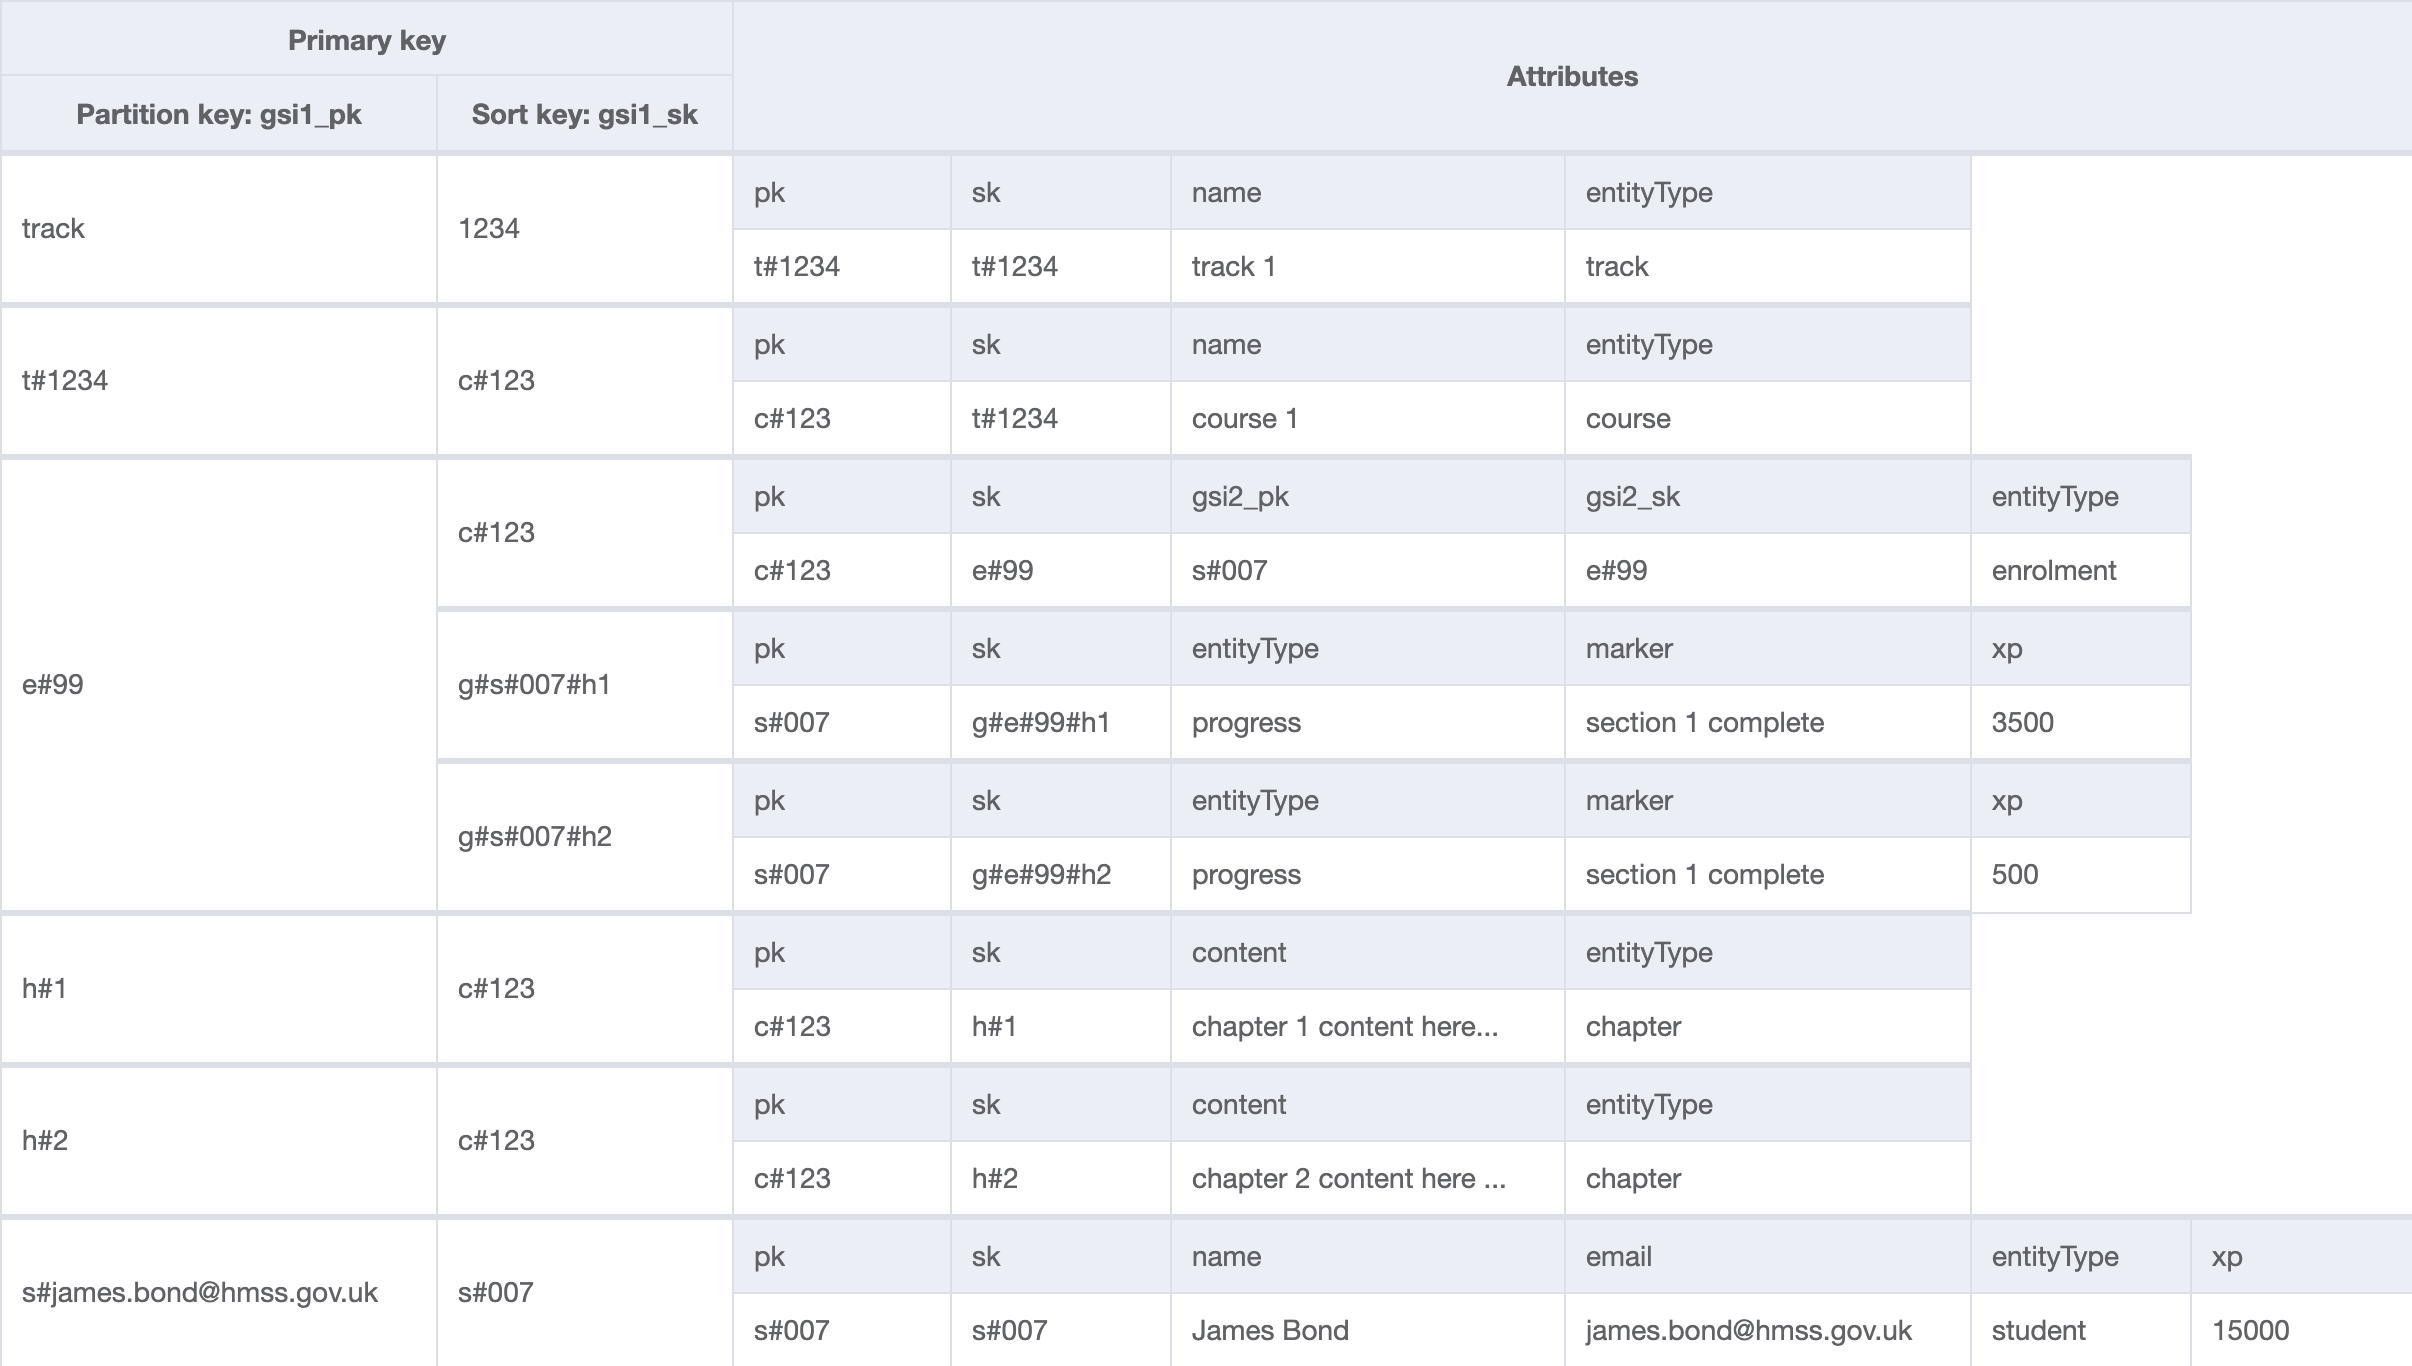 Primary key
Attributes
Partition key: gsi1_pk Sort key: gsi1_sk
pk sk name entityType
track 1234
t#1234 t#1234 track 1 track
pk sk name entityType
t#1234 c#123
c#123 t#1234 course 1 course
pk sk gsi2_pk gsi2_sk entityType
c#123
c#123 e#99 s#007 e#99 enrolment
pk sk entityType marker xp
e#99 g#s#007#h1
s#007 g#e#99#h1 progress section 1 complete 3500
pk sk entityType marker xp
g#s#007#h2
s#007 g#e#99#h2 progress section 1 complete 500
pk sk content entityType
h#1 c#123
c#123 h#1 chapter 1 content here... chapter
pk sk content entityType
h#2 c#123
c#123 h#2 chapter 2 content here ... chapter
pk sk name email entityType xp
s#james.bond@hmss.gov.uk s#007
s#007 s#007 James Bond james.bond@hmss.gov.uk student 15000